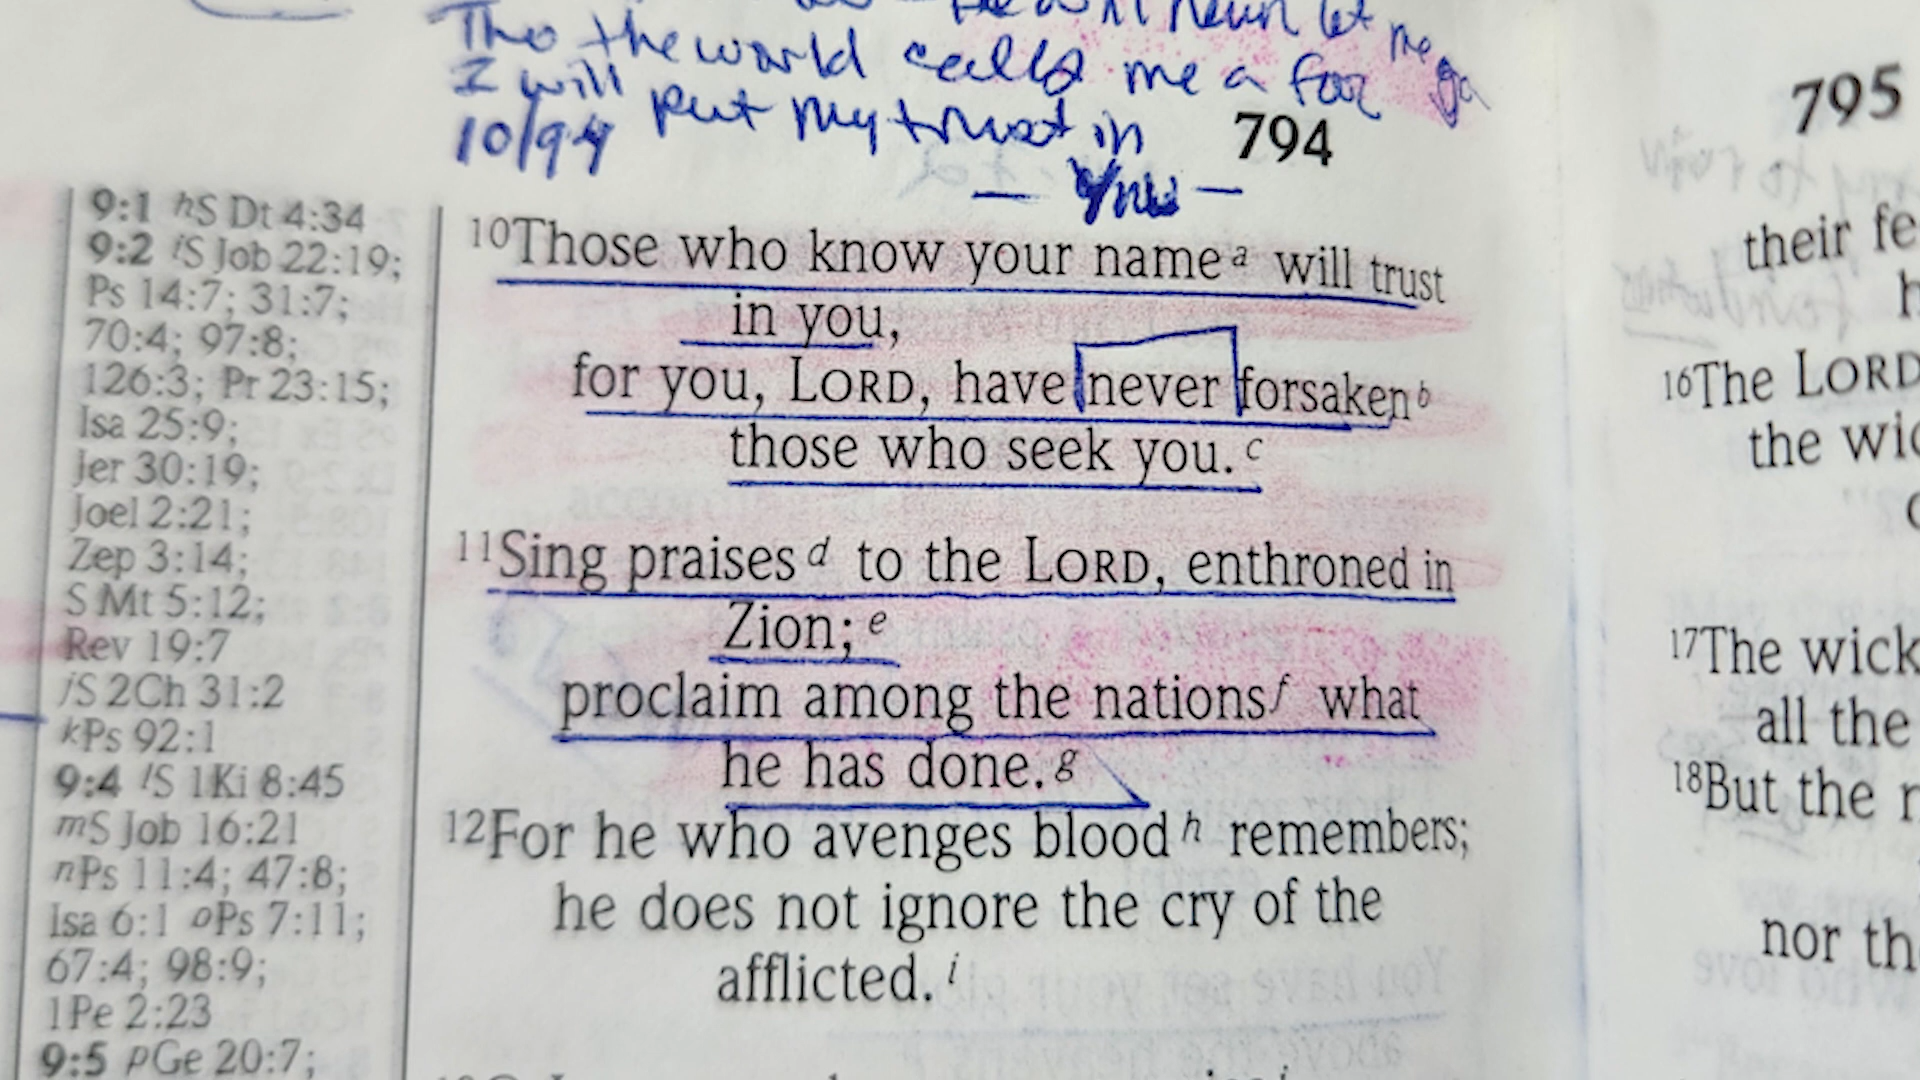 will never let me go
Tho the world calls me a fool
I will put my trust in
10/94
You
794
795
9:1 hS Dt 4:34
9:2 iS Job 22:19;
Ps 14:7; 31:7;
70:4; 97:8;
126:3; Pr 23:15;
Isa 25:9;
Jer 30:19;
Joel 2:21;
Zep 3:14;
S Mt 5:12;
Rev 19:7
jS 2Ch 31:2
kPs 92:1
9:4 lS 1Ki 8:45
mS Job 16:21
nPs 11:4; 47:8;
Isa 6:1 oPs 7:11;
67:4; 98:9;
1Pe 2:23
9:5 pGe 20:7;
10Those who know your name a will trust
in you,
for you, LORD, have never forsaken b
those who seek you. c
11Sing praises d to the LORD, enthroned in
Zion; e
proclaim among the nations f what
he has done. g
12For he who avenges blood h remembers;
he does not ignore the cry of the
afflicted. i
their fe
h
16The LORD
the wic
17The wick
all the
18But the
nor th